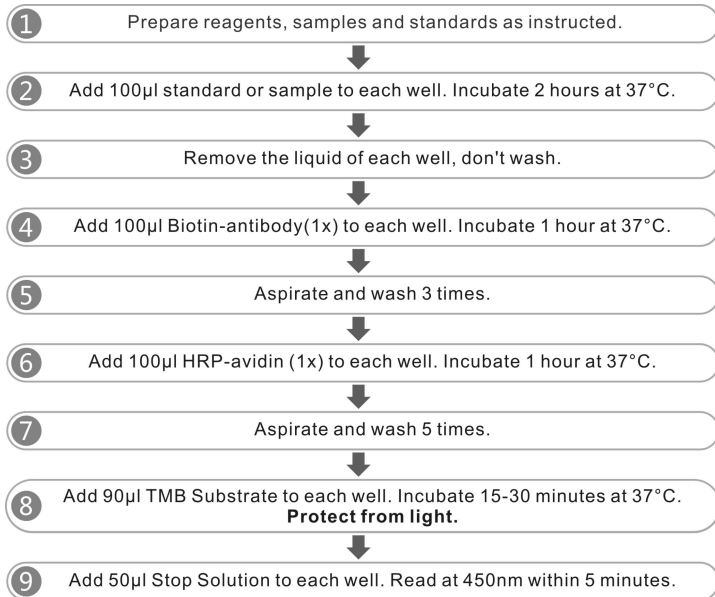 1 Prepare reagents, samples and standards as instructed.
2 Add 100μl standard or sample to each well. Incubate 2 hours at 37°C.
3 Remove the liquid of each well, don't wash.
4 Add 100μl Biotin-antibody(1x) to each well. Incubate 1 hour at 37°C.
5 Aspirate and wash 3 times.
6 Add 100μl HRP-avidin (1x) to each well. Incubate 1 hour at 37°C.
7 Aspirate and wash 5 times.
8 Add 90μl TMB Substrate to each well. Incubate 15-30 minutes at 37°C.
Protect from light.
9 Add 50μl Stop Solution to each well. Read at 450nm within 5 minutes.